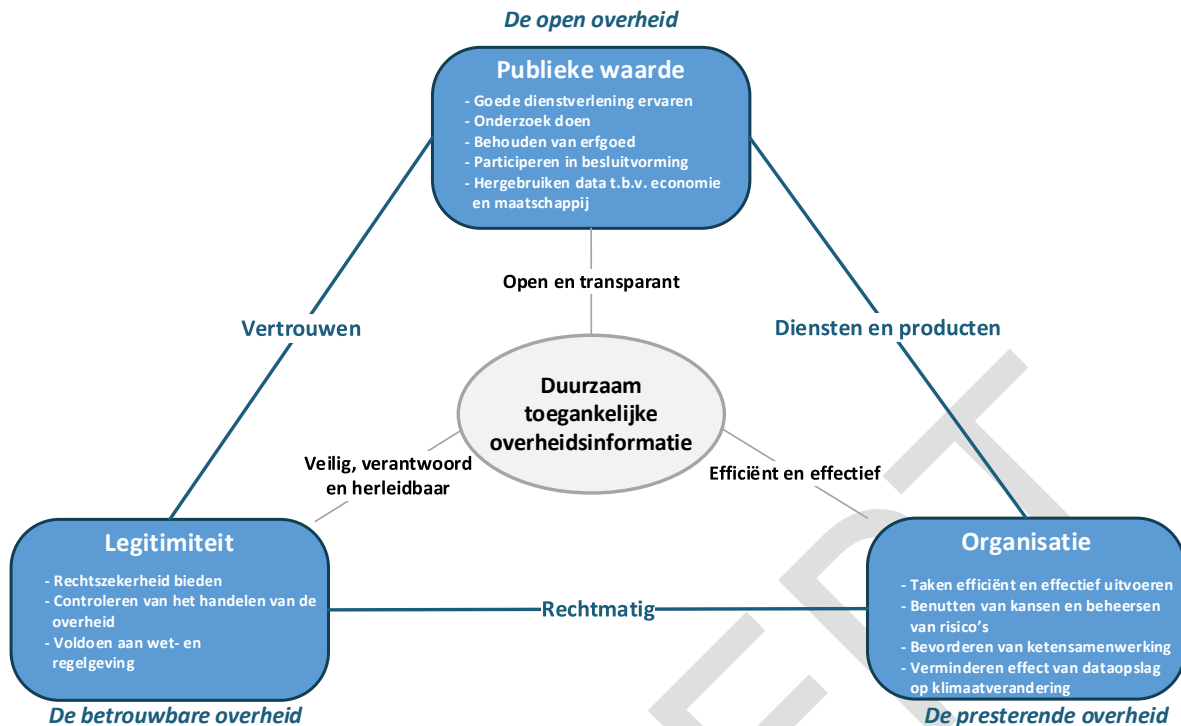 De open overheid
Publieke waarde
- Goede dienstverlening ervaren
- Onderzoek doen
- Behouden van erfgoed
- Participeren in besluitvorming
- Hergebruiken data t.b.v. economie
en maatschappij
Open en transparant
Vertrouwen
Diensten en producten
Duurzaam
toegankelijke
overheidsinformatie
Veilig, verantwoord
en herleidbaar
Efficiënt en effectief
Legitimiteit
- Rechtszekerheid bieden
- Controleren van het handelen van de
overheid
- Voldoen aan wet- en
regelgeving
Rechtmatig
Organisatie
- Taken efficiënt en effectief uitvoeren
- Benutten van kansen en beheersen
van risico's
- Bevorderen van ketensamenwerking
- Verminderen effect van dataopslag
op klimaatverandering
De betrouwbare overheid
De presterende overheid